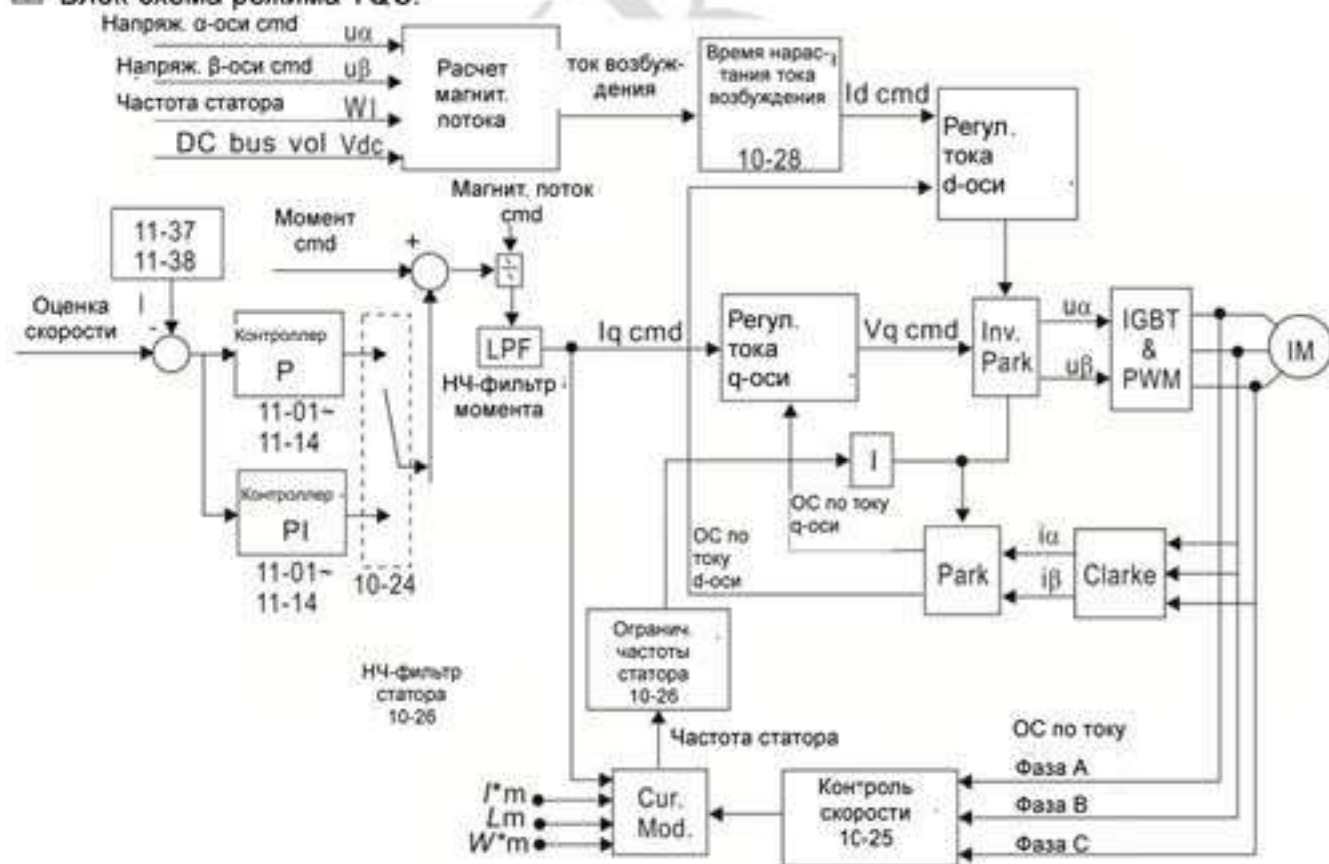 Блок-схема режима TQC:
Напряж. α-оси cmd
uα
Напряж. β-оси cmd
uβ
Частота статора
W1
DC bus vol
Vdc
Расчет
магнит.
потока
ток возбуж-
дения
Время нарас-
тания тока
возбуждения
10-28
Id cmd
Регул.
тока
d-оси
Магнит. поток
cmd
11-37
11-38
Момент
cmd
+
÷
Оценка
скорости
-
Контроллер
P
11-01~
11-14
Контроллер
PI
11-01~
11-14
10-24
LPF
НЧ-фильтр
момента
Iq cmd
Регул.
тока
q-оси
Vq cmd
Inv.
Park
uα
uβ
IGBT
&
PWM
IM
ОС по току
q-оси
ОС по
току
d-оси
Park
iα
iβ
Clarke
Огранич.
частоты
статора
10-26
НЧ-фильтр
статора
10-26
Частота статора
I*m
Lm
W*m
Cur.
Mod.
Контроль
скорости
10-25
ОС по току
Фаза A
Фаза B
Фаза C